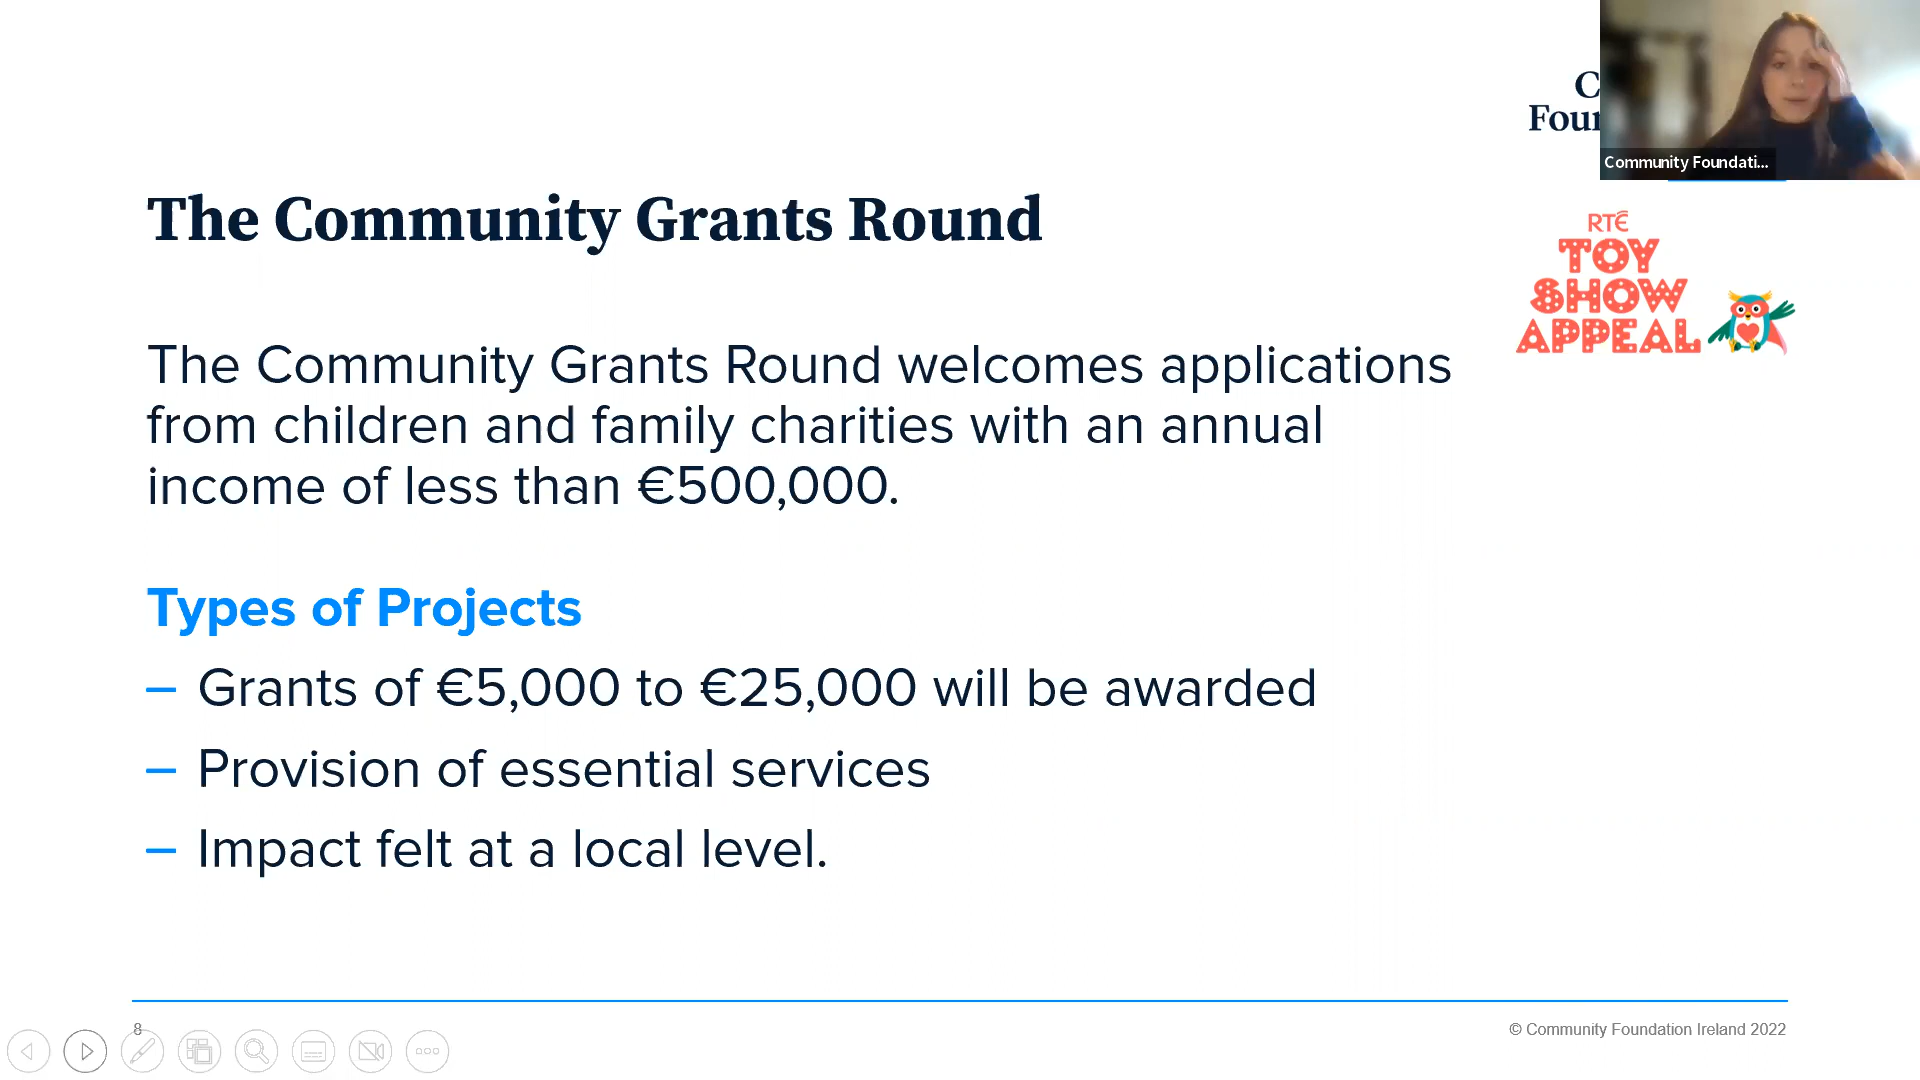 C
Foun
Community Foundati...
The Community Grants Round
RTÉ
TOY
SHOW
APPEAL
The Community Grants Round welcomes applications
from children and family charities with an annual
income of less than €500,000.
Types of Projects
– Grants of €5,000 to €25,000 will be awarded
– Provision of essential services
– Impact felt at a local level.
8
© Community Foundation Ireland 2022